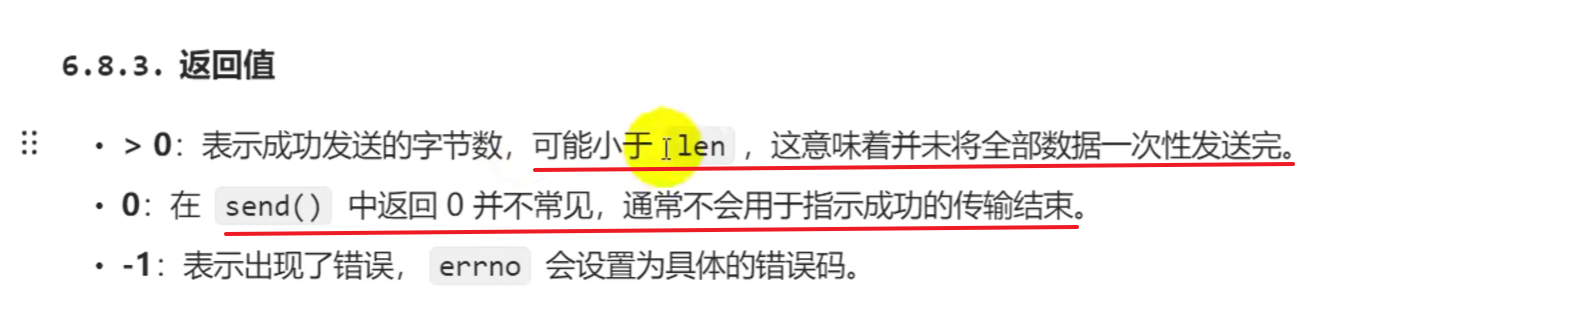 6.8.3. 返回值
• > 0：表示成功发送的字节数，可能小于 len ，这意味着并未将全部数据一次性发送完。
• 0：在 send() 中返回 0 并不常见，通常不会用于指示成功的传输结束。
• -1：表示出现了错误， errno 会设置为具体的错误码。